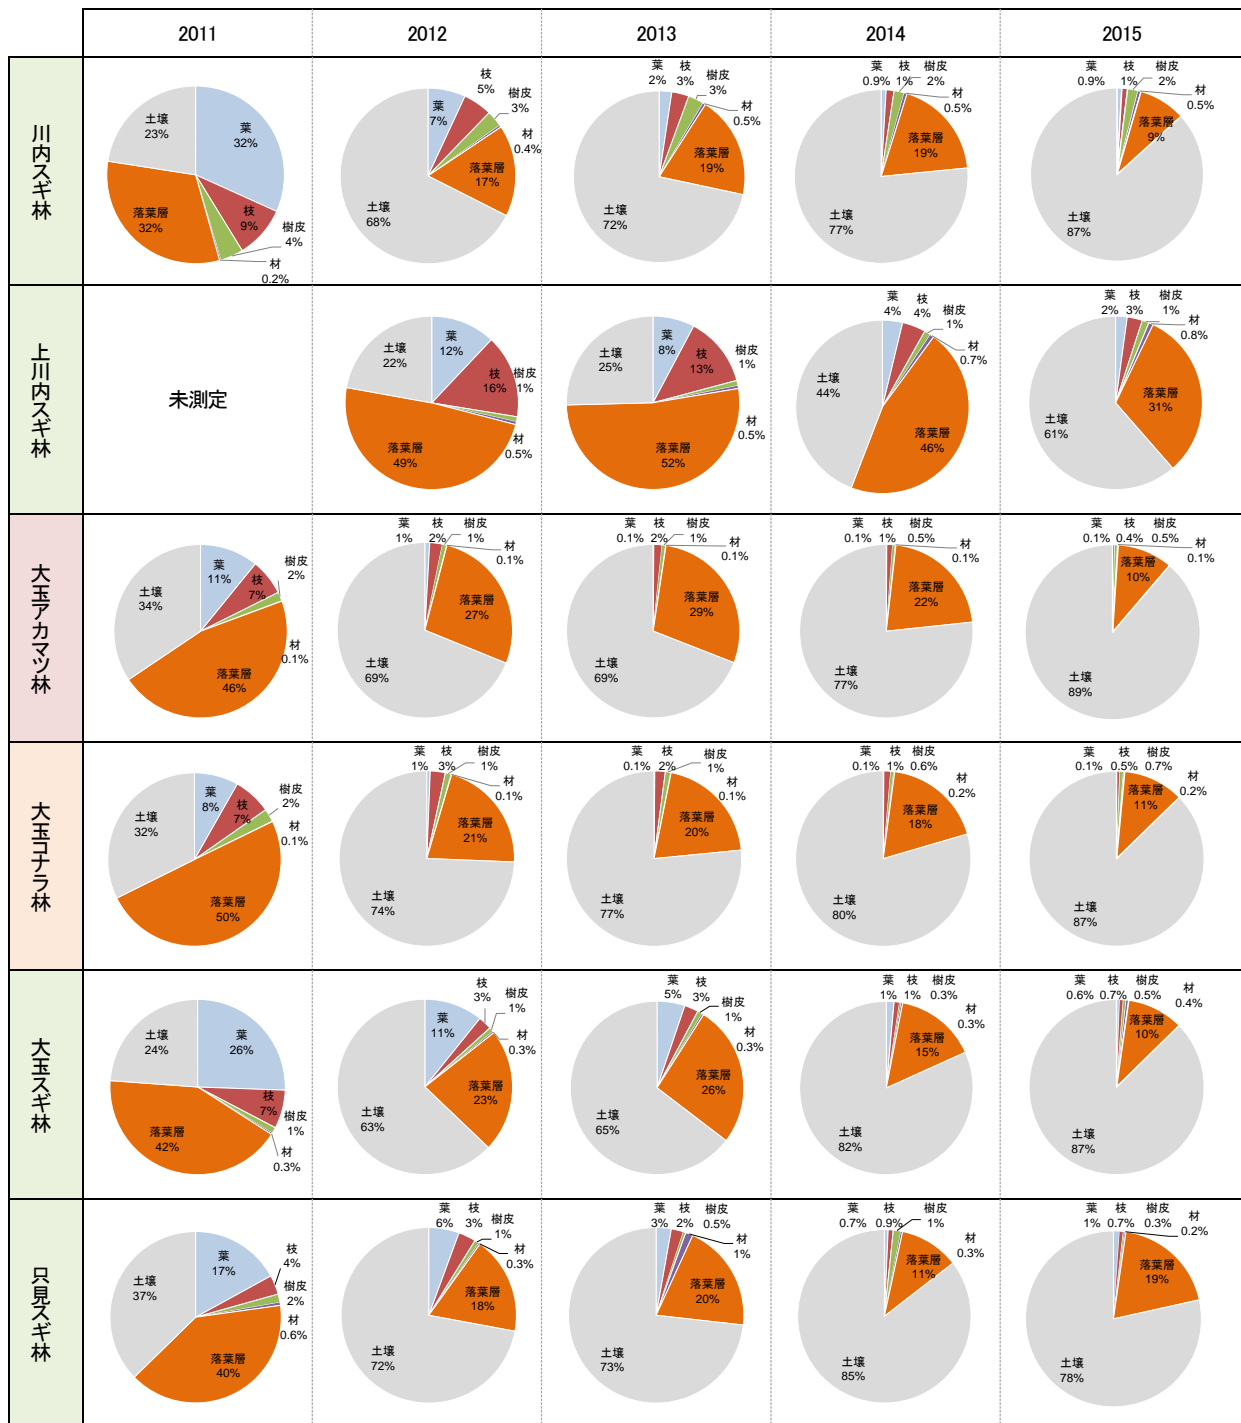 2011
2012
2013
2014
2015
川内スギ林
葉
32%
枝
9%
樹皮
4%
材
0.2%
落葉層
32%
土壌
23%
葉
7%
枝
5%
樹皮
3%
材
0.4%
落葉層
17%
土壌
68%
葉
2%
枝
3%
樹皮
3%
材
0.5%
落葉層
19%
土壌
72%
葉
0.9%
枝
1%
樹皮
2%
材
0.5%
落葉層
19%
土壌
77%
葉
0.9%
枝
1%
樹皮
2%
材
0.5%
落葉層
9%
土壌
87%
上川内スギ林
未測定
葉
12%
枝
16%
樹皮
1%
材
0.5%
落葉層
49%
土壌
22%
葉
8%
枝
13%
樹皮
1%
材
0.5%
落葉層
52%
土壌
25%
葉
4%
枝
4%
樹皮
1%
材
0.7%
落葉層
46%
土壌
44%
葉
2%
枝
3%
樹皮
1%
材
0.8%
落葉層
31%
土壌
61%
大玉アカマツ林
葉
11%
枝
7%
樹皮
2%
材
0.1%
落葉層
46%
土壌
34%
葉
1%
枝
2%
樹皮
1%
材
0.1%
落葉層
27%
土壌
69%
葉
0.1%
枝
2%
樹皮
1%
材
0.1%
落葉層
29%
土壌
69%
葉
0.1%
枝
1%
樹皮
0.5%
材
0.1%
落葉層
22%
土壌
77%
葉
0.1%
枝
0.4%
樹皮
0.5%
材
0.1%
落葉層
10%
土壌
89%
大玉コナラ林
葉
8%
枝
7%
樹皮
2%
材
0.1%
落葉層
50%
土壌
32%
葉
1%
枝
3%
樹皮
1%
材
0.1%
落葉層
21%
土壌
74%
葉
0.1%
枝
2%
樹皮
1%
材
0.1%
落葉層
20%
土壌
77%
葉
0.1%
枝
1%
樹皮
0.6%
材
0.2%
落葉層
18%
土壌
80%
葉
0.1%
枝
0.5%
樹皮
0.7%
材
0.2%
落葉層
11%
土壌
87%
大玉スギ林
葉
26%
枝
7%
樹皮
1%
材
0.3%
落葉層
42%
土壌
24%
葉
11%
枝
3%
樹皮
1%
材
0.3%
落葉層
23%
土壌
63%
葉
5%
枝
3%
樹皮
1%
材
0.3%
落葉層
26%
土壌
65%
葉
1%
枝
1%
樹皮
0.3%
材
0.3%
落葉層
15%
土壌
82%
葉
0.6%
枝
0.7%
樹皮
0.5%
材
0.4%
落葉層
10%
土壌
87%
只見スギ林
葉
17%
枝
4%
樹皮
2%
材
0.6%
落葉層
40%
土壌
37%
葉
6%
枝
3%
樹皮
1%
材
0.3%
落葉層
18%
土壌
72%
葉
3%
枝
2%
樹皮
0.5%
材
1%
落葉層
20%
土壌
73%
葉
0.7%
枝
0.9%
樹皮
1%
材
0.3%
落葉層
11%
土壌
85%
葉
1%
枝
0.7%
樹皮
0.3%
材
0.2%
落葉層
19%
土壌
78%